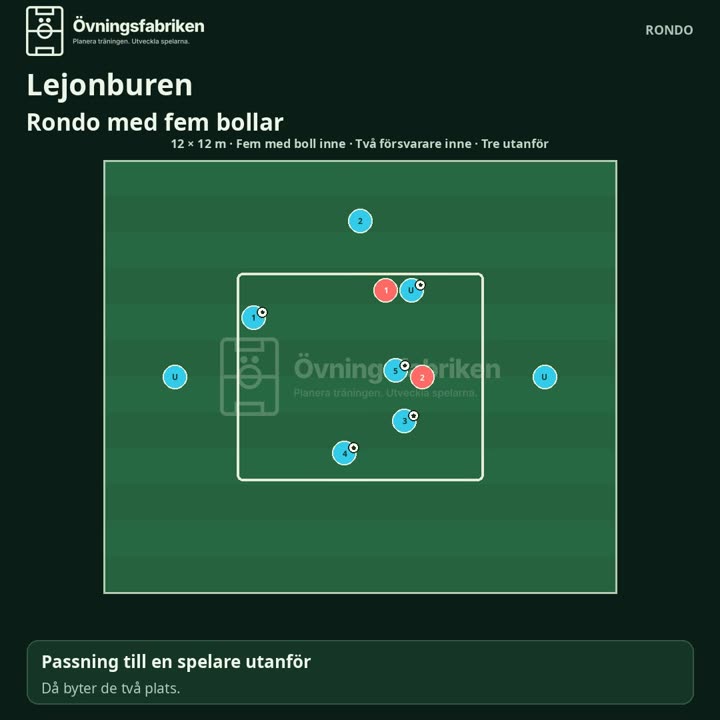 Övningsfabriken
Planera träningen. Utveckla spelarna.
RONDO
Lejonburen
Rondo med fem bollar
12 × 12 m · Fem med boll inne · Två försvarare inne · Tre utanför
2
1
U
1
Övningsfabriken
Planera träningen. Utveckla spelarna.
5
2
U
U
3
4
Passning till en spelare utanför
Då byter de två plats.